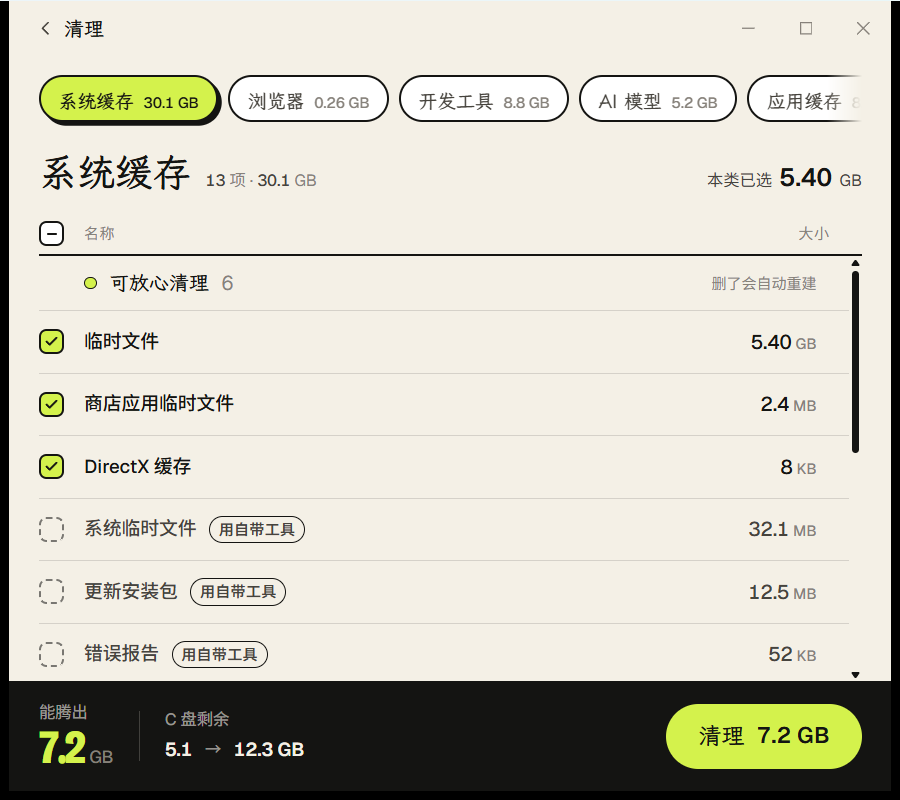 清理
系统缓存 30.1 GB 浏览器 0.26 GB 开发工具 8.8 GB AI 模型 5.2 GB 应用缓存
系统缓存 13 项 · 30.1 GB 本类已选 5.40 GB
名称 大小
可放心清理 6 删了会自动重建
临时文件 5.40 GB
商店应用临时文件 2.4 MB
DirectX 缓存 8 KB
系统临时文件 用自带工具 32.1 MB
更新安装包 用自带工具 12.5 MB
错误报告 用自带工具 52 KB
能腾出 C 盘剩余
7.2 GB 5.1 → 12.3 GB 清理 7.2 GB